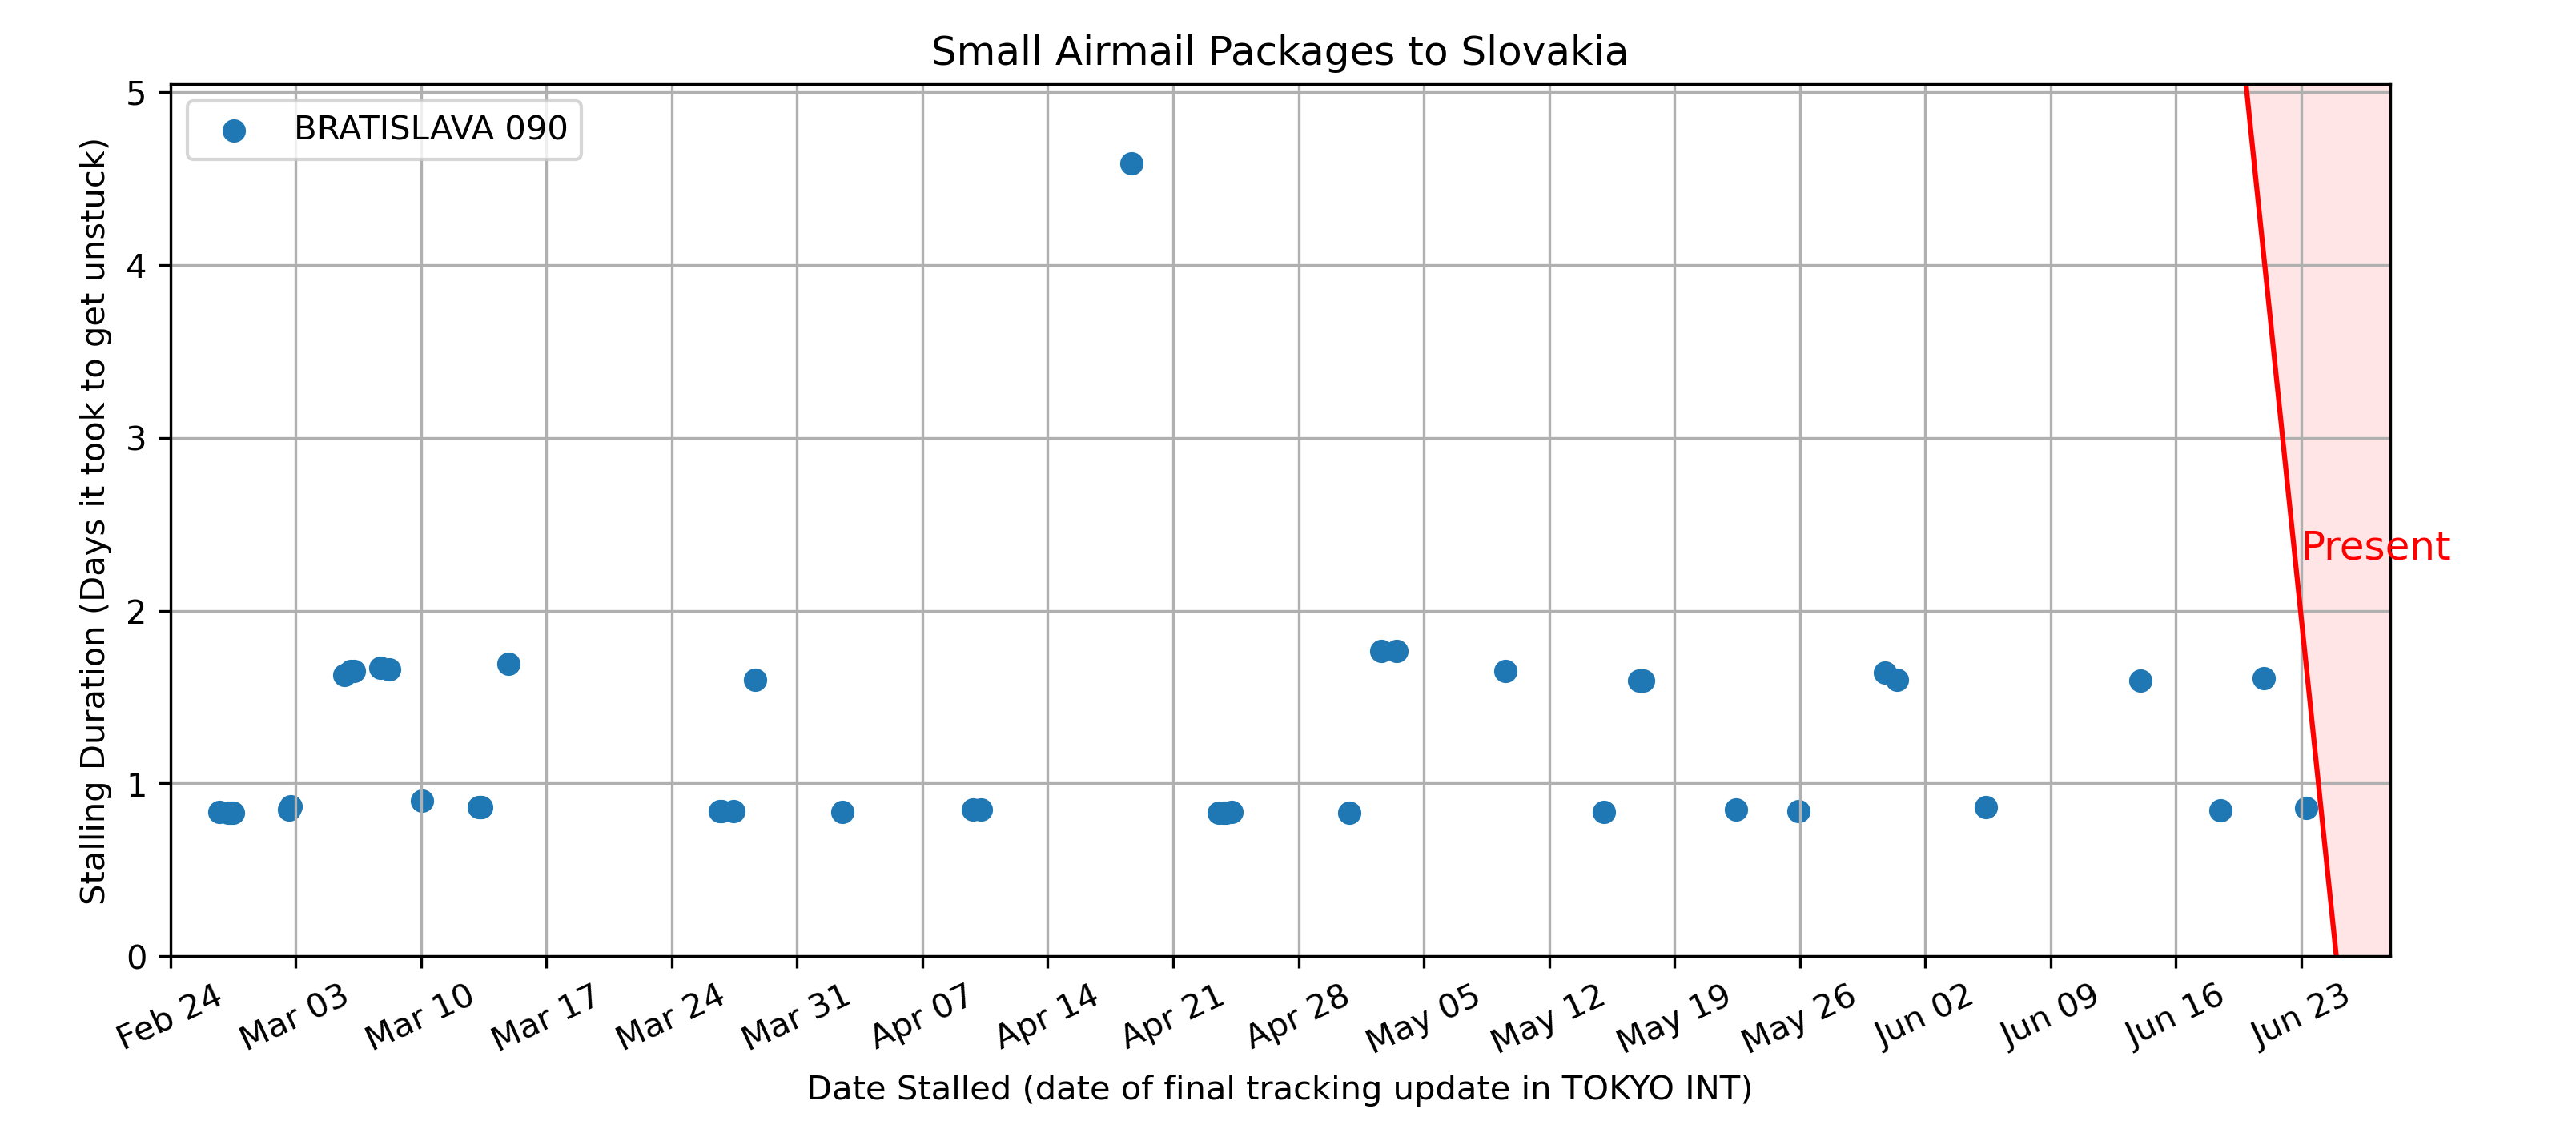 Small Airmail Packages to Slovakia
BRATISLAVA 090
Stalling Duration (Days it took to get unstuck)
5
4
3
2
1
0
Present
Feb 24
Mar 03
Mar 10
Mar 17
Mar 24
Mar 31
Apr 07
Apr 14
Apr 21
Apr 28
May 05
May 12
May 19
May 26
Jun 02
Jun 09
Jun 16
Jun 23
Date Stalled (date of final tracking update in TOKYO INT)